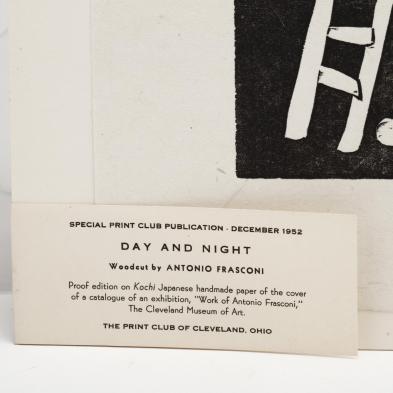 SPECIAL PRINT CLUB PUBLICATION - DECEMBER 1952
DAY AND NIGHT
Woodcut by ANTONIO FRASCONI
Proof edition on Kochi Japanese handmade paper of the cover
of a catalogue of an exhibition, "Work of Antonio Frasconi,"
The Cleveland Museum of Art.
THE PRINT CLUB OF CLEVELAND, OHIO